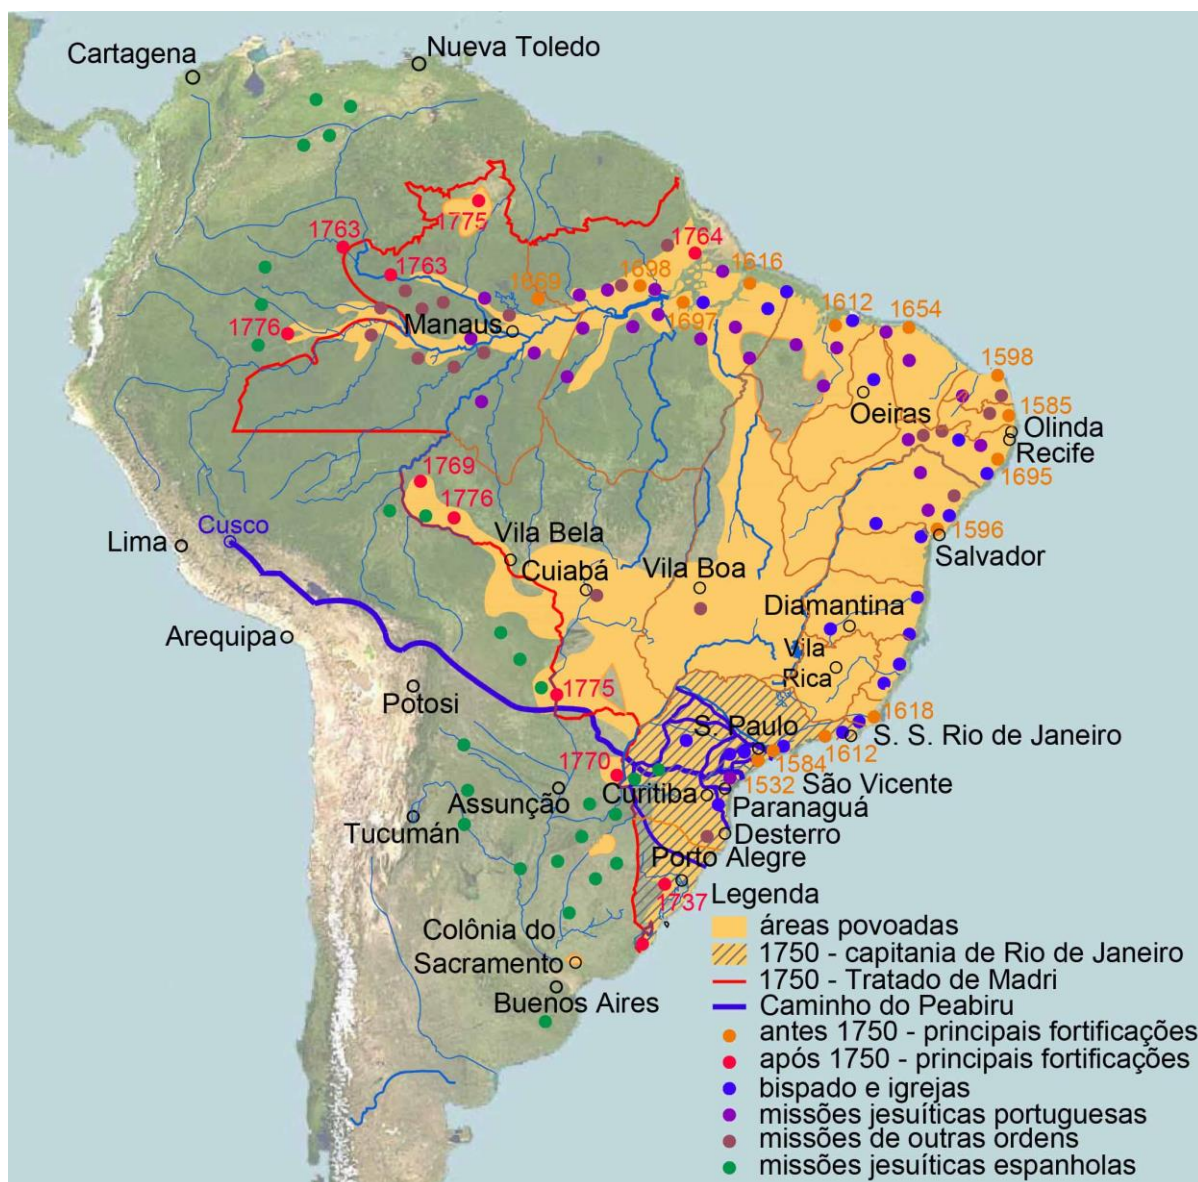 Cartagena
Nueva Toledo
1775
1763
1764
1763
1698
1616
1669
1612
1654
1776
Manaus
1697
1598
Oeiras
1585
Olinda
Recife
1769
1695
1776
Cusco
Vila Bela
1596
Lima
Cuiabá
Vila Boa
Salvador
Diamantina
Arequipa
Vila
Rica
Potosi
1775
1618
S. Paulo
S. S. Rio de Janeiro
1612
1770
1584
1532
São Vicente
Assunção
Curitiba
Paranaguá
Tucumán
Desterro
Porto Alegre
1737
Legenda
Colônia do
Sacramento
Buenos Aires
áreas povoadas
1750 - capitania de Rio de Janeiro
1750 - Tratado de Madri
Caminho do Peabiru
antes 1750 - principais fortificações
após 1750 - principais fortificações
bispado e igrejas
missões jesuíticas portuguesas
missões de outras ordens
missões jesuíticas espanholas